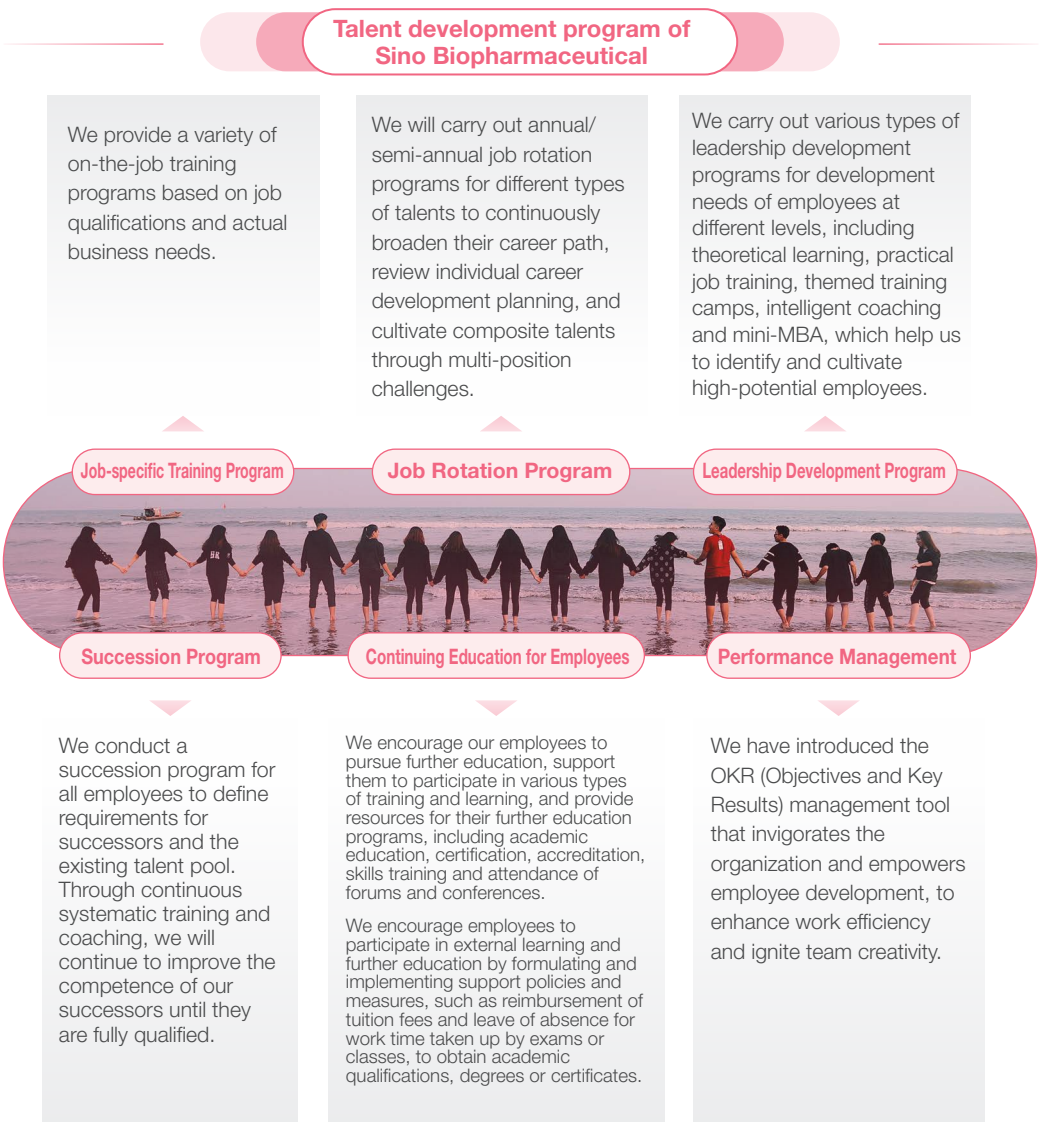 Talent development program of
Sino Biopharmaceutical
We provide a variety of
on-the-job training
programs based on job
qualifications and actual
business needs.
We will carry out annual/
semi-annual job rotation
programs for different types
of talents to continuously
broaden their career path,
review individual career
development planning, and
cultivate composite talents
through multi-position
challenges.
We carry out various types of
leadership development
programs for development
needs of employees at
different levels, including
theoretical learning, practical
job training, themed training
camps, intelligent coaching
and mini-MBA, which help us
to identify and cultivate
high-potential employees.
Job-specific Training Program
Job Rotation Program
Leadership Development Program
Succession Program
Continuing Education for Employees
Performance Management
We conduct a
succession program for
all employees to define
requirements for
successors and the
existing talent pool.
Through continuous
systematic training and
coaching, we will
continue to improve the
competence of our
successors until they
are fully qualified.
We encourage our employees to
pursue further education, support
them to participate in various types
of training and learning, and provide
resources for their further education
programs, including academic
education, certification, accreditation,
skills training and attendance of
forums and conferences.
We encourage employees to
participate in external learning and
further education by formulating and
implementing support policies and
measures, such as reimbursement of
tuition fees and leave of absence for
work time taken up by exams or
classes, to obtain academic
qualifications, degrees or certificates.
We have introduced the
OKR (Objectives and Key
Results) management tool
that invigorates the
organization and empowers
employee development, to
enhance work efficiency
and ignite team creativity.